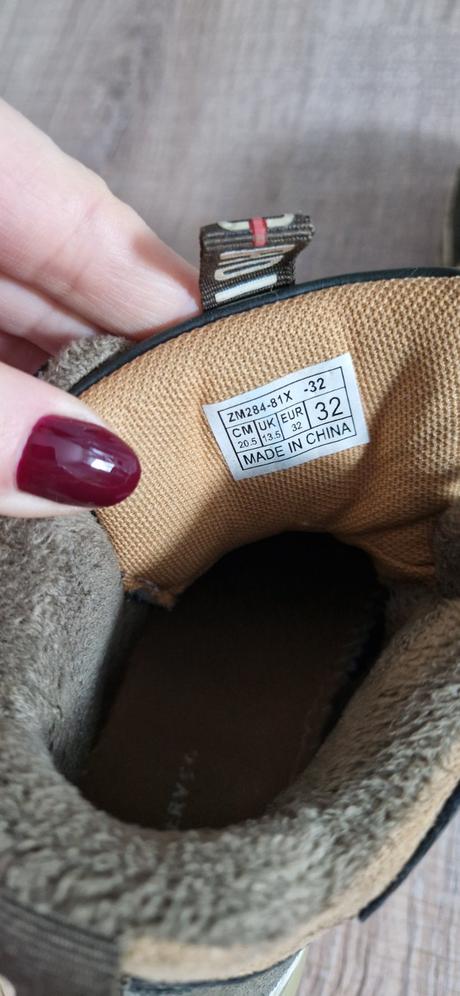 ZM284-81X -32
CM UK EUR 32
20.5 13.5 32
MADE IN CHINA